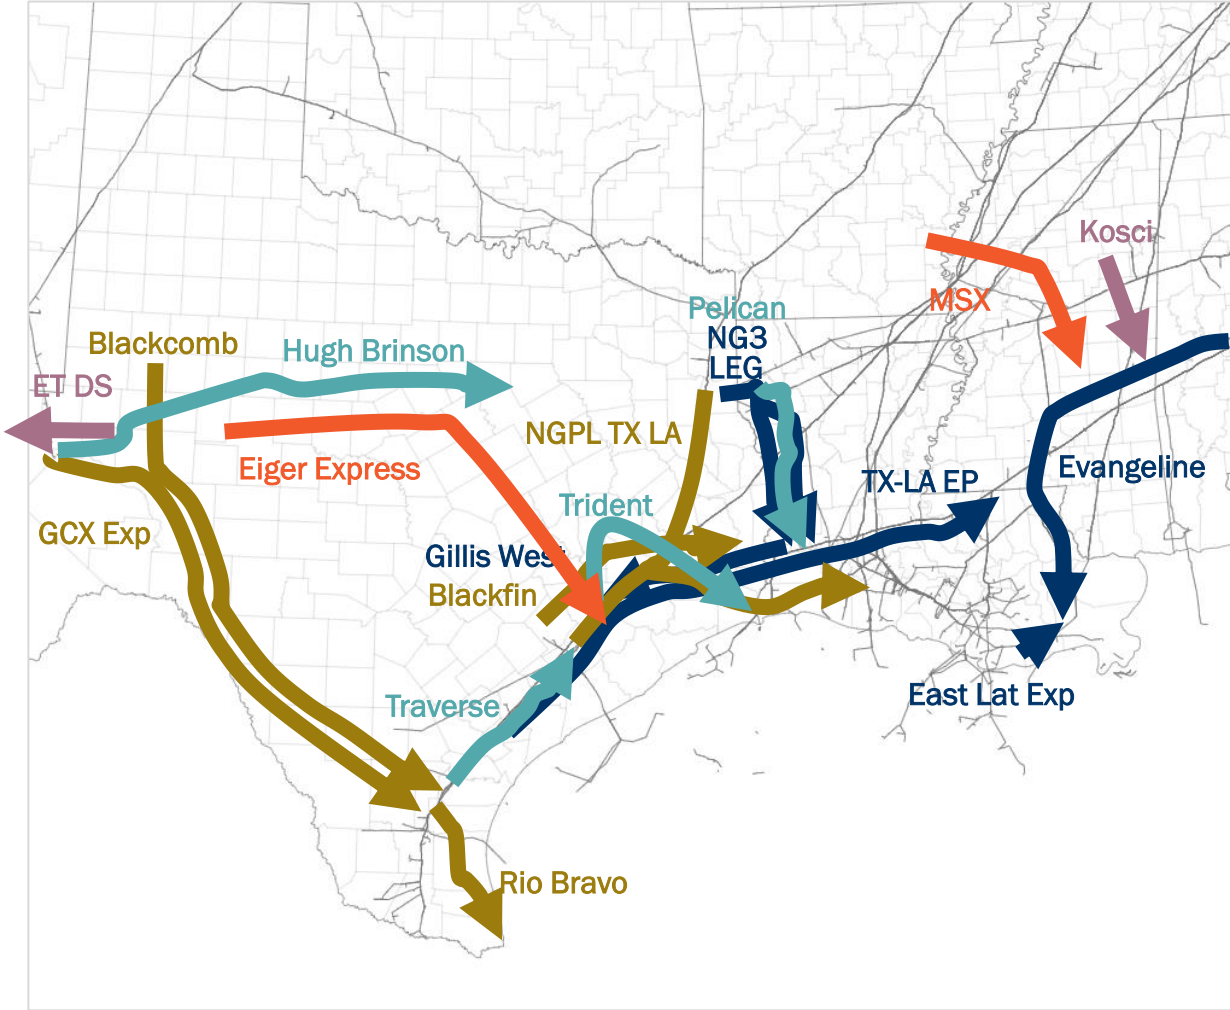 Kosci
MSX
Pelican
NG3
LEG
Blackcomb
Hugh Brinson
ET DS
NGPL TX LA
Eiger Express
Evangeline
TX-LA EP
Trident
GCX Exp
Gillis West
Blackfin
East Lat Exp
Traverse
Rio Bravo